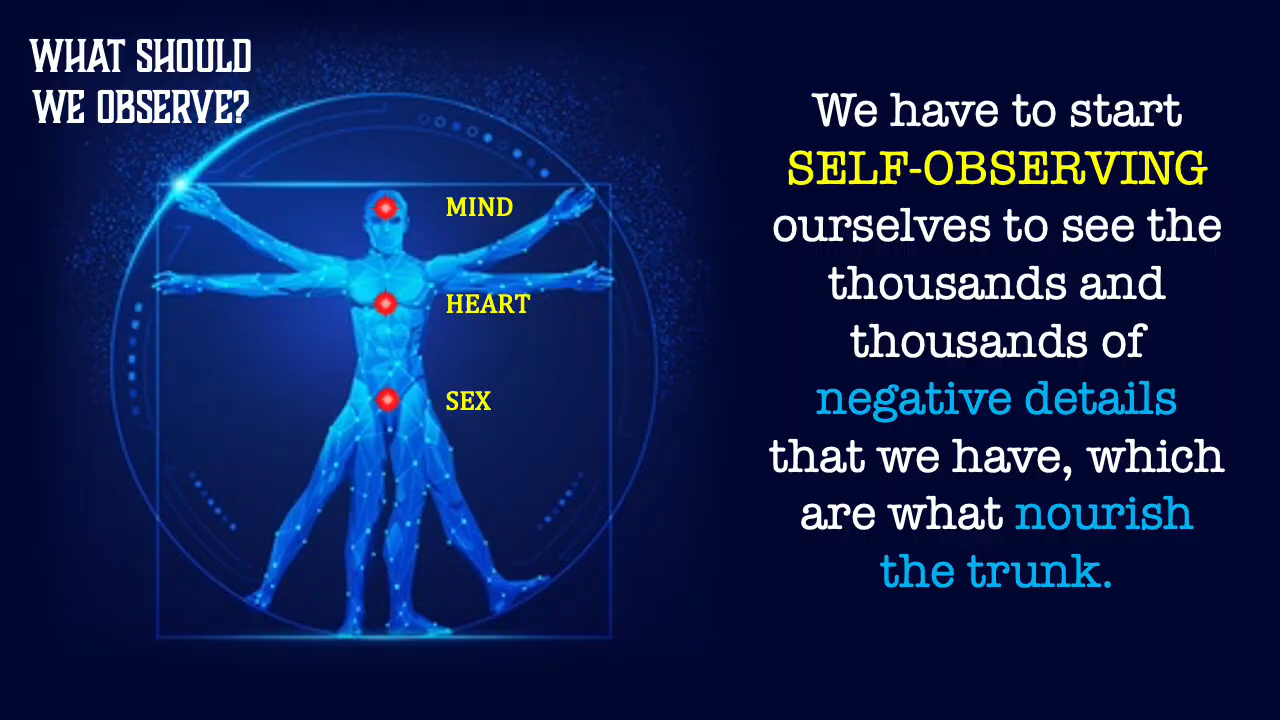 WHAT SHOULD
WE OBSERVE?
MIND
HEART
SEX
We have to start
SELF-OBSERVING
ourselves to see the
thousands and
thousands of
negative details
that we have, which
are what nourish
the trunk.